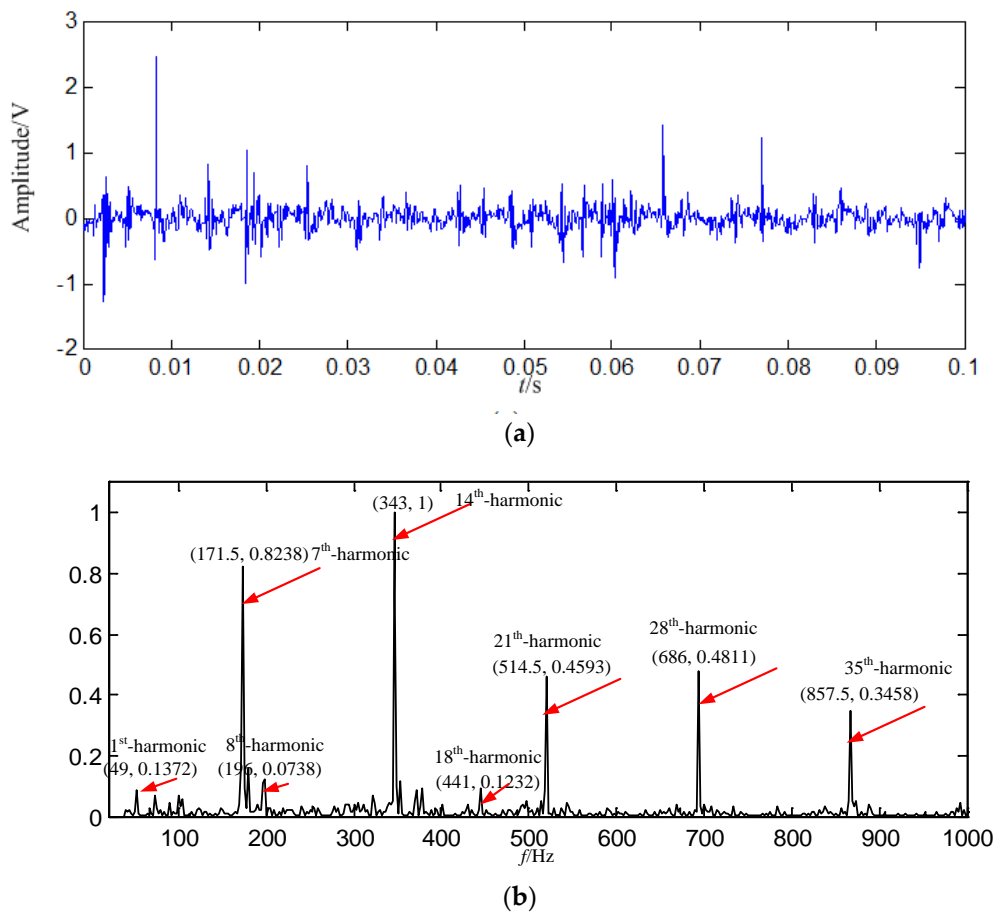 3
2
1
0
-1
-2
Amplitude/V
0 0.01 0.02 0.03 0.04 0.05 0.06 0.07 0.08 0.09 0.1
t/s
(a)
1
0.8
0.6
0.4
0.2
0
(343, 1) 14th-harmonic
(171.5, 0.8238) 7th-harmonic
21th-harmonic
(514.5, 0.4593)
28th-harmonic
(686, 0.4811)
35th-harmonic
(857.5, 0.3458)
1st-harmonic
(49, 0.1372)
8th-harmonic
(196, 0.0738)
18th-harmonic
(441, 0.1232)
100 200 300 400 500 600 700 800 900 1000
f/Hz
(b)